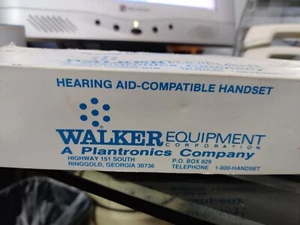 HEARING AID-COMPATIBLE HANDSET
WALKER EQUIPMENT
CORPORATION
A Plantronics Company
HIGHWAY 151 SOUTH P.O. BOX 829
RINGGOLD, GEORGIA 30736 TELEPHONE 1-800-HANDSET